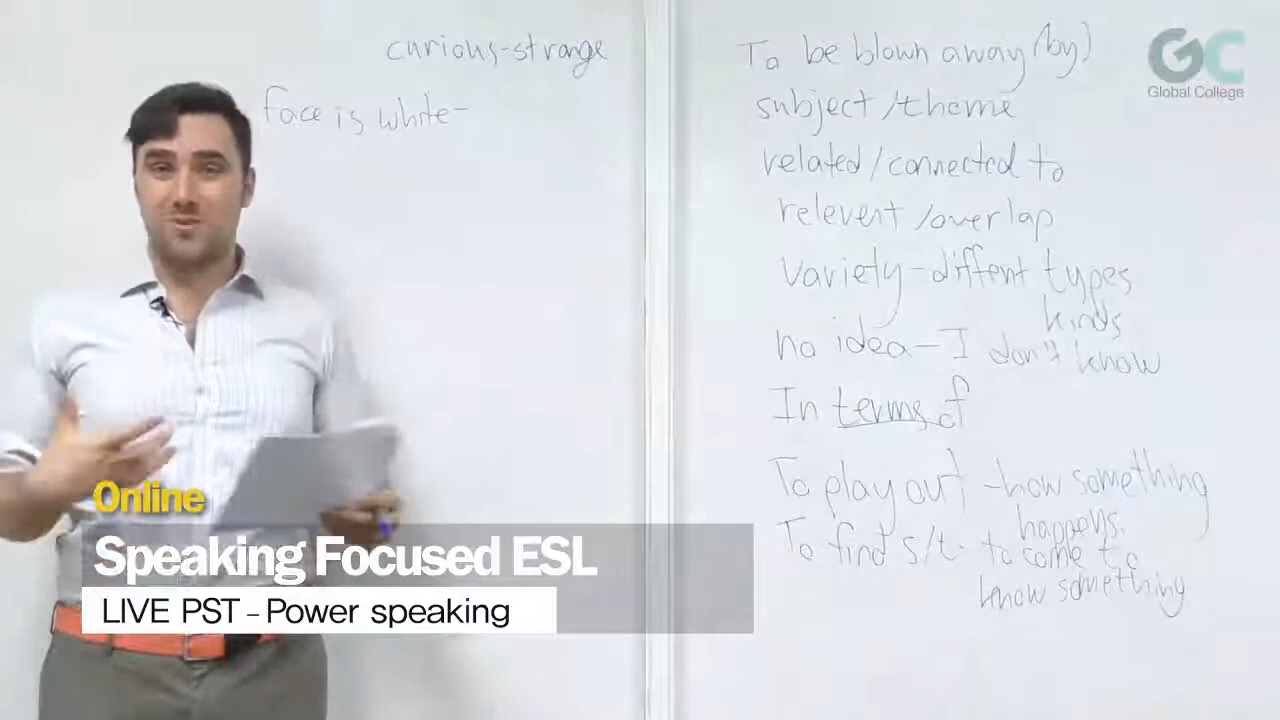 curious-strange
face is white-
To be blown away (by)
subject/theme
related/connected to
relevent/overlap
variety-diffent types
kinds
no idea-I don't know
In terms of
To play out -how something
happens.
To find s/t. to come to
know something
GC
Global College
Online
Speaking Focused ESL
LIVE PST - Power speaking